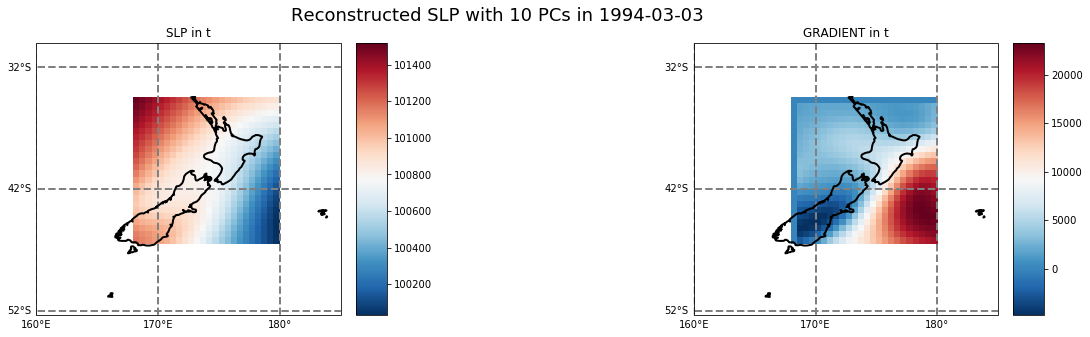 Reconstructed SLP with 10 PCs in 1994-03-03
SLP in t
32°S
42°S
52°S
160°E
170°E
180°
101400
101200
101000
100800
100600
100400
100200
GRADIENT in t
32°S
42°S
52°S
160°E
170°E
180°
20000
15000
10000
5000
0